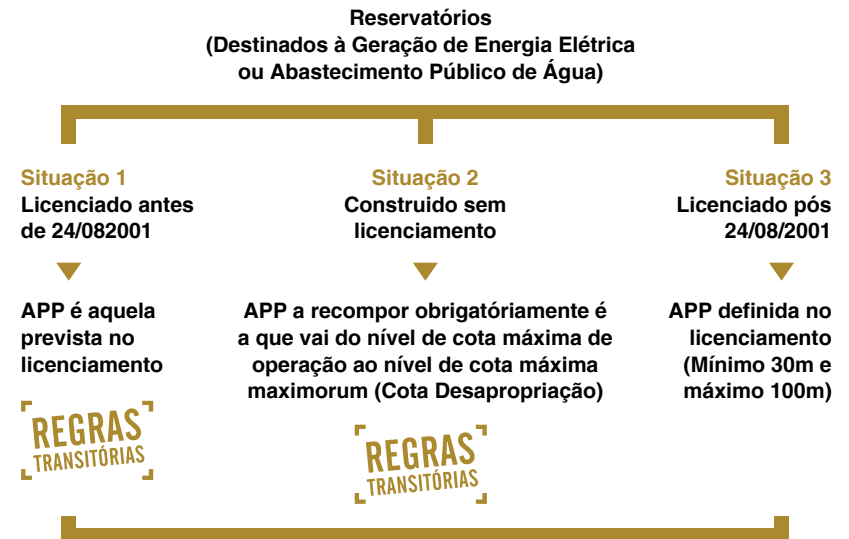 Reservatórios
(Destinados à Geração de Energia Elétrica
ou Abastecimento Público de Água)
Situação 1
Licenciado antes
de 24/082001
APP é aquela
prevista no
licenciamento
REGRAS
TRANSITÓRIAS
Situação 2
Construido sem
licenciamento
APP a recompor obrigatóriamente é
a que vai do nível de cota máxima de
operação ao nível de cota máxima
maximorum (Cota Desapropriação)
REGRAS
TRANSITÓRIAS
Situação 3
Licenciado pós
24/08/2001
APP definida no
licenciamento
(Mínimo 30m e
máximo 100m)